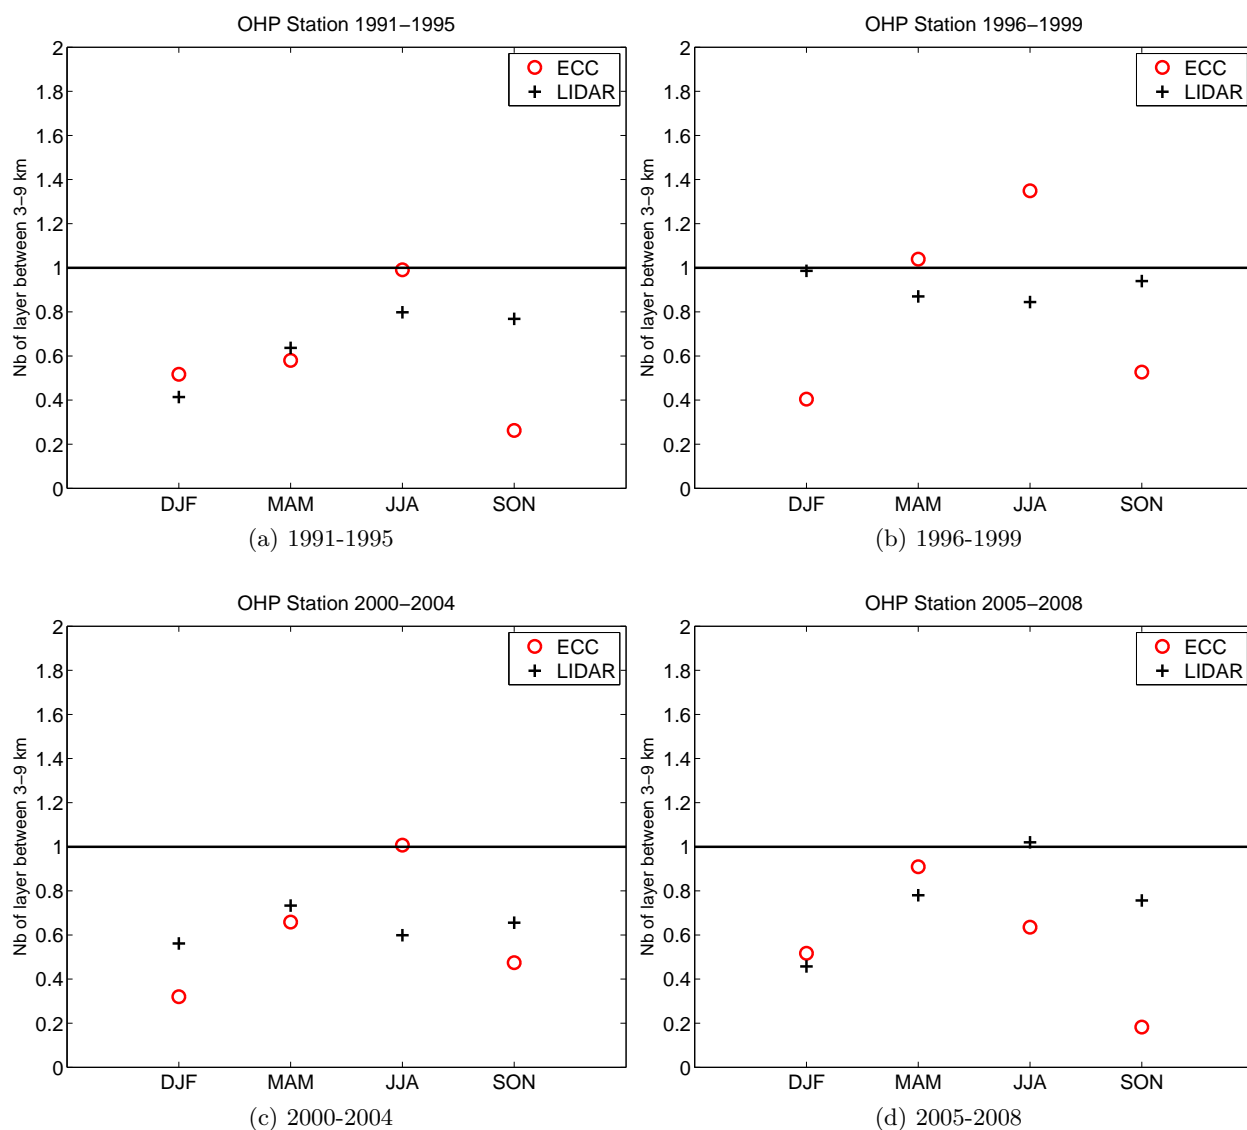 OHP Station 1991−1995
Nb of layer between 3−9 km
2
1.8
1.6
1.4
1.2
1
0.8
0.6
0.4
0.2
0
DJF MAM JJA SON
ECC
LIDAR
(a) 1991-1995
OHP Station 1996−1999
Nb of layer between 3−9 km
2
1.8
1.6
1.4
1.2
1
0.8
0.6
0.4
0.2
0
DJF MAM JJA SON
ECC
LIDAR
(b) 1996-1999
OHP Station 2000−2004
Nb of layer between 3−9 km
2
1.8
1.6
1.4
1.2
1
0.8
0.6
0.4
0.2
0
DJF MAM JJA SON
ECC
LIDAR
(c) 2000-2004
OHP Station 2005−2008
Nb of layer between 3−9 km
2
1.8
1.6
1.4
1.2
1
0.8
0.6
0.4
0.2
0
DJF MAM JJA SON
ECC
LIDAR
(d) 2005-2008